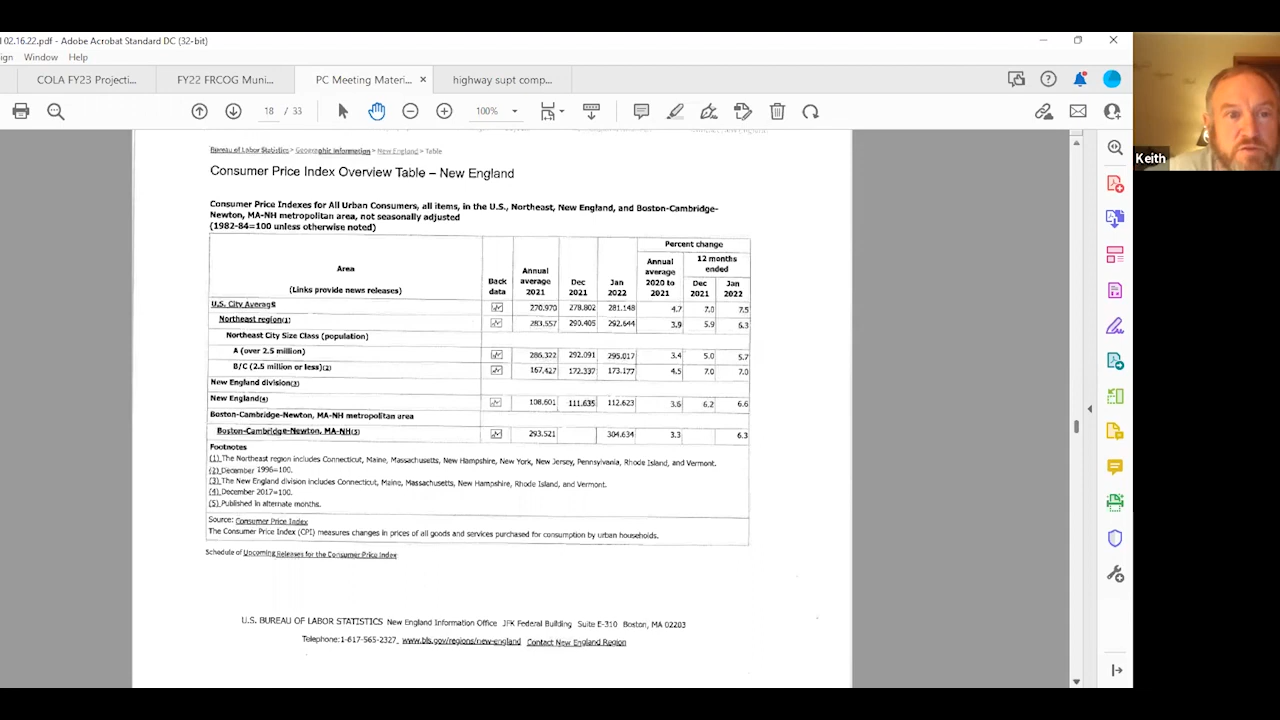 02.16.22.pdf - Adobe Acrobat Standard DC (32-bit)
ign Window Help
COLA FY23 Projecti... FY22 FRCOG Muni... PC Meeting Materi... × highway supt comp...
18 / 33 100%
Keith
Bureau of Labor Statistics > Geographic Information > New England > Table
Consumer Price Index Overview Table – New England
Consumer Price Indexes for All Urban Consumers, all items, in the U.S., Northeast, New England, and Boston-Cambridge-
Newton, MA-NH metropolitan area, not seasonally adjusted
(1982-84=100 unless otherwise noted)
Percent change
Area
(Links provide news releases)
Back
data
Annual
average
2021
Dec
2021
Jan
2022
Annual
average
2020 to
2021
12 months
ended
Dec
2021
Jan
2022
U.S. City Average 270.970 278.802 281.148 4.7 7.0 7.5
Northeast region(1) 283.557 290.405 292.644 3.9 5.9 6.3
Northeast City Size Class (population)
A (over 2.5 million) 286.322 292.091 295.017 3.4 5.0 5.7
B/C (2.5 million or less)(2) 167.427 172.337 173.177 4.5 7.0 7.0
New England division(3)
New England(4) 108.601 111.635 112.623 3.6 6.2 6.6
Boston-Cambridge-Newton, MA-NH metropolitan area
Boston-Cambridge-Newton, MA-NH(5) 293.521 304.634 3.3 6.3
Footnotes
(1) The Northeast region includes Connecticut, Maine, Massachusetts, New Hampshire, New York, New Jersey, Pennsylvania, Rhode Island, and Vermont.
(2) December 1996=100.
(3) The New England division includes Connecticut, Maine, Massachusetts, New Hampshire, Rhode Island, and Vermont.
(4) December 2017=100.
(5) Published in alternate months.
Source: Consumer Price Index
The Consumer Price Index (CPI) measures changes in prices of all goods and services purchased for consumption by urban households.
Schedule of Upcoming Releases for the Consumer Price Index
U.S. BUREAU OF LABOR STATISTICS New England Information Office JFK Federal Building Suite E-310 Boston, MA 02203
Telephone:1-617-565-2327 www.bls.gov/regions/new-england Contact New England Region